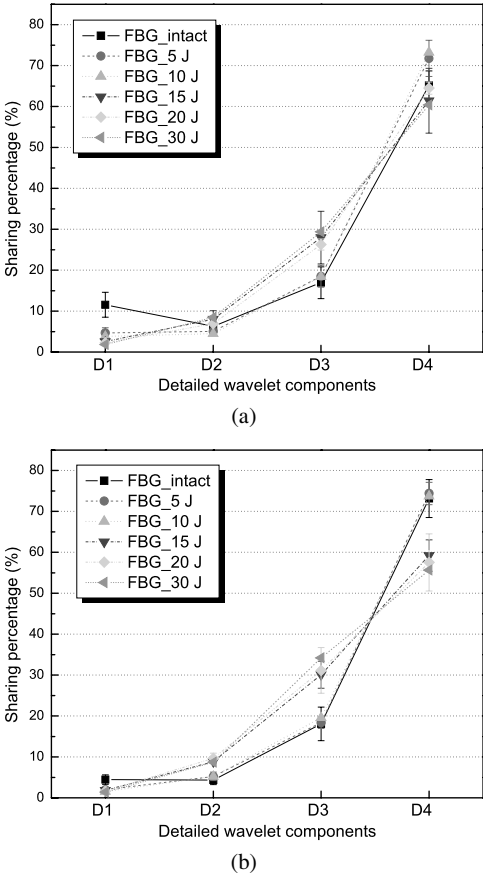 80
70
60
50
40
30
20
10
0
Sharing percentage (%)
FBG_intact
FBG_5 J
FBG_10 J
FBG_15 J
FBG_20 J
FBG_30 J
D1 D2 D3 D4
Detailed wavelet components
(a)
80
70
60
50
40
30
20
10
0
Sharing percentage (%)
FBG_intact
FBG_5 J
FBG_10 J
FBG_15 J
FBG_20 J
FBG_30 J
D1 D2 D3 D4
Detailed wavelet components
(b)